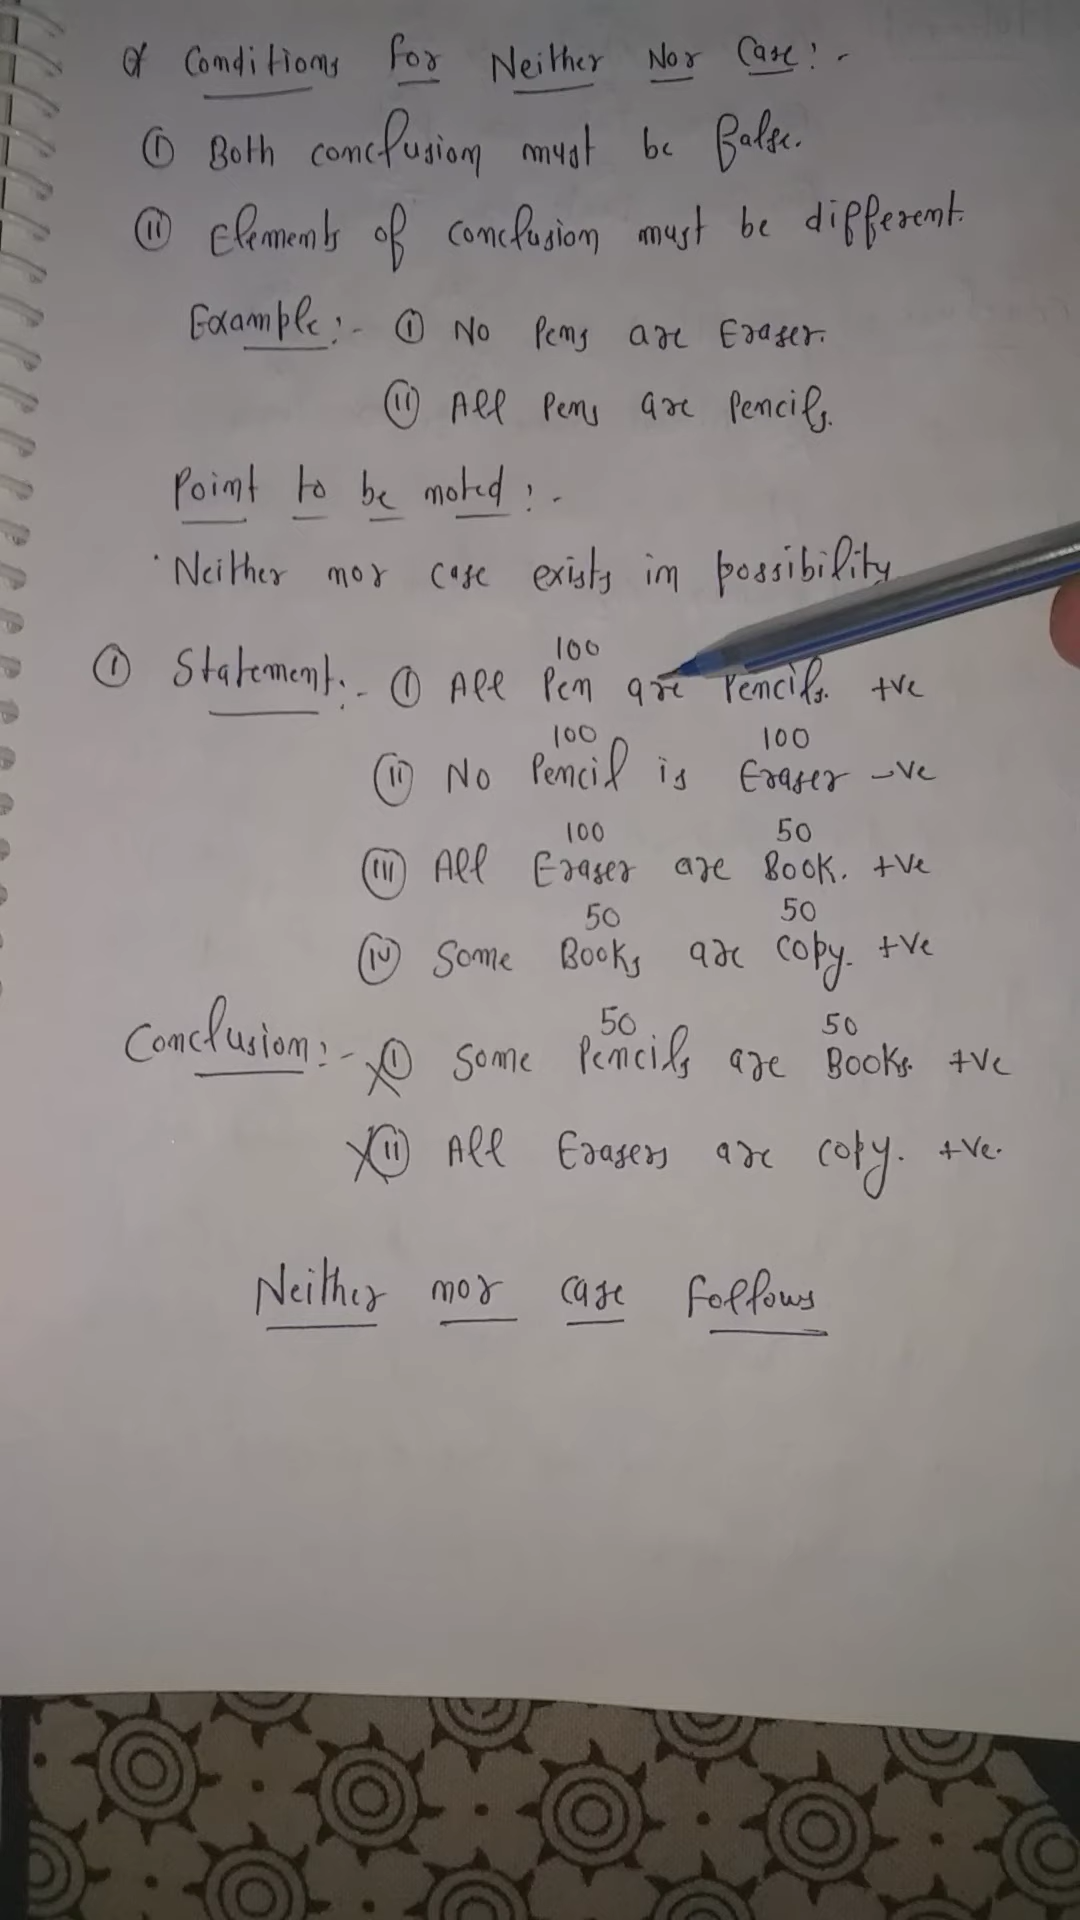 Conditions for Neither Nor Case:-
(i) Both conclusion must be false.
(ii) Elements of conclusion must be different.
Example:- (i) No Pens are Eraser.
(ii) All Pens are Pencils.
Point to be noted:-
Neither nor case exists in possibility
100
(1) Statement:- (i) All Pen are Pencils. +ve
100 100
(ii) No Pencil is Eraser -ve
100 50
(iii) All Eraser are Book. +ve
50 50
(iv) Some Books are copy. +ve
50 50
Conclusion:- X(i) Some Pencils are Books. +ve
X(ii) All Erasers are copy. +ve.
Neither nor case follows